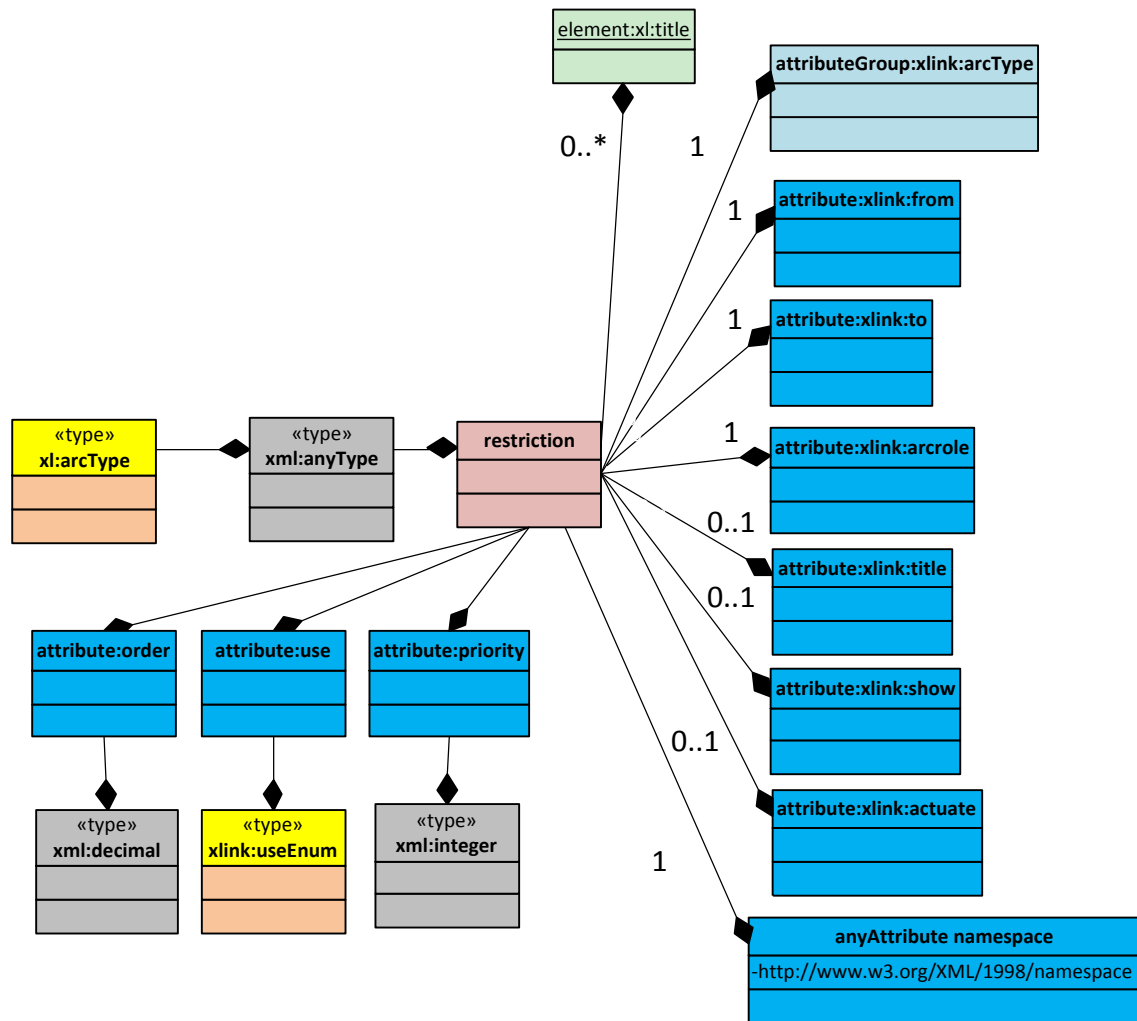 element:xl:title
attributeGroup:xlink:arcType
0..*
1
attribute:xlink:from
1
attribute:xlink:to
1
«type»
xl:arcType
«type»
xml:anyType
restriction
attribute:xlink:arcrole
1
attribute:xlink:title
0..1
attribute:xlink:show
0..1
attribute:order
attribute:use
attribute:priority
attribute:xlink:actuate
0..1
«type»
xml:decimal
«type»
xlink:useEnum
«type»
xml:integer
1
anyAttribute namespace
-http://www.w3.org/XML/1998/namespace